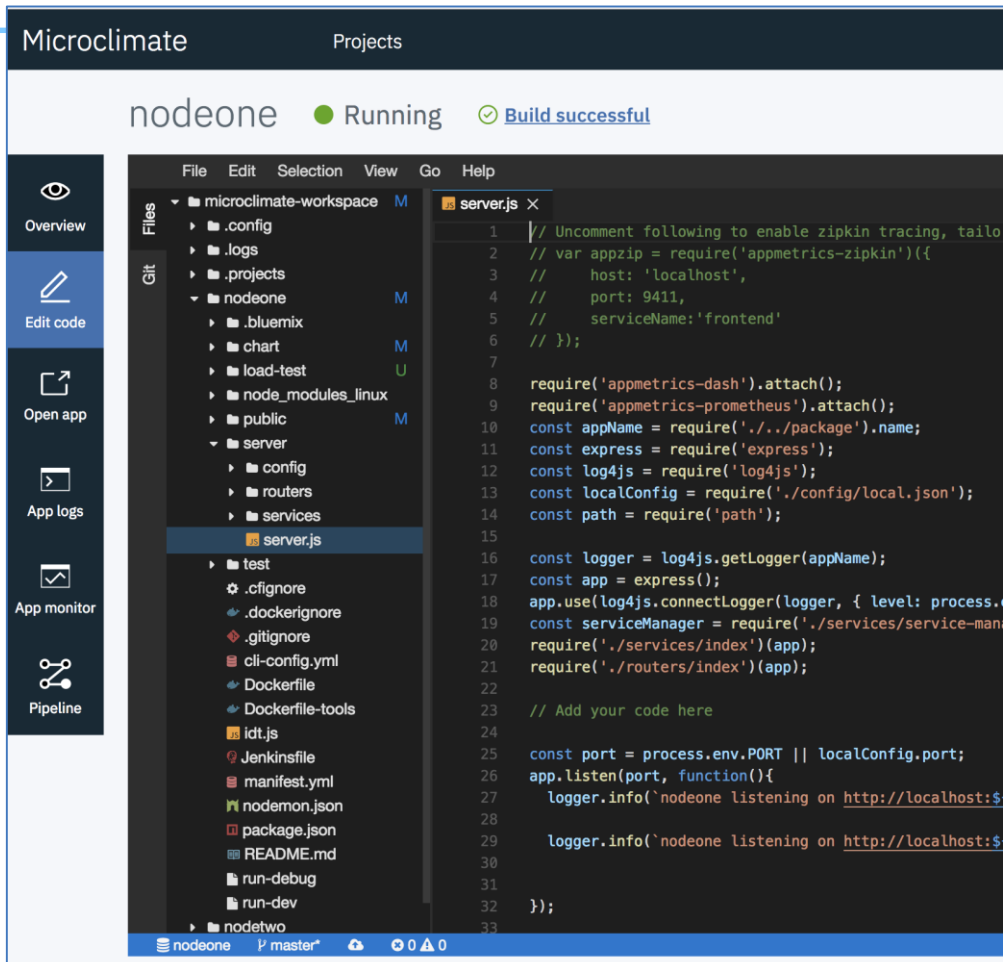 Microclimate Projects
nodeone Running Build successful
Overview
Edit code
Open app
App logs
App monitor
Pipeline
File Edit Selection View Go Help
Files
Git
microclimate-workspace M
.config
.logs
.projects
nodeone M
.bluemix
chart M
load-test U
node_modules_linux
public M
server
config
routers
services
JS server.js
test
.cfignore
.dockerignore
.gitignore
cli-config.yml
Dockerfile
Dockerfile-tools
JS idt.js
Jenkinsfile
manifest.yml
nodemon.json
package.json
README.md
run-debug
run-dev
nodetwo
JS server.js ×
1 // Uncomment following to enable zipkin tracing, tailo
2 // var appzip = require('appmetrics-zipkin')({
3 //     host: 'localhost',
4 //     port: 9411,
5 //     serviceName:'frontend'
6 // });
7
8 require('appmetrics-dash').attach();
9 require('appmetrics-prometheus').attach();
10 const appName = require('./../package').name;
11 const express = require('express');
12 const log4js = require('log4js');
13 const localConfig = require('./config/local.json');
14 const path = require('path');
15
16 const logger = log4js.getLogger(appName);
17 const app = express();
18 app.use(log4js.connectLogger(logger, { level: process.e
19 const serviceManager = require('./services/service-mana
20 require('./services/index')(app);
21 require('./routers/index')(app);
22
23 // Add your code here
24
25 const port = process.env.PORT || localConfig.port;
26 app.listen(port, function(){
27   logger.info(`nodeone listening on http://localhost:$
28
29   logger.info(`nodeone listening on http://localhost:$
30
31
32 });
33
nodeone master* 0 0